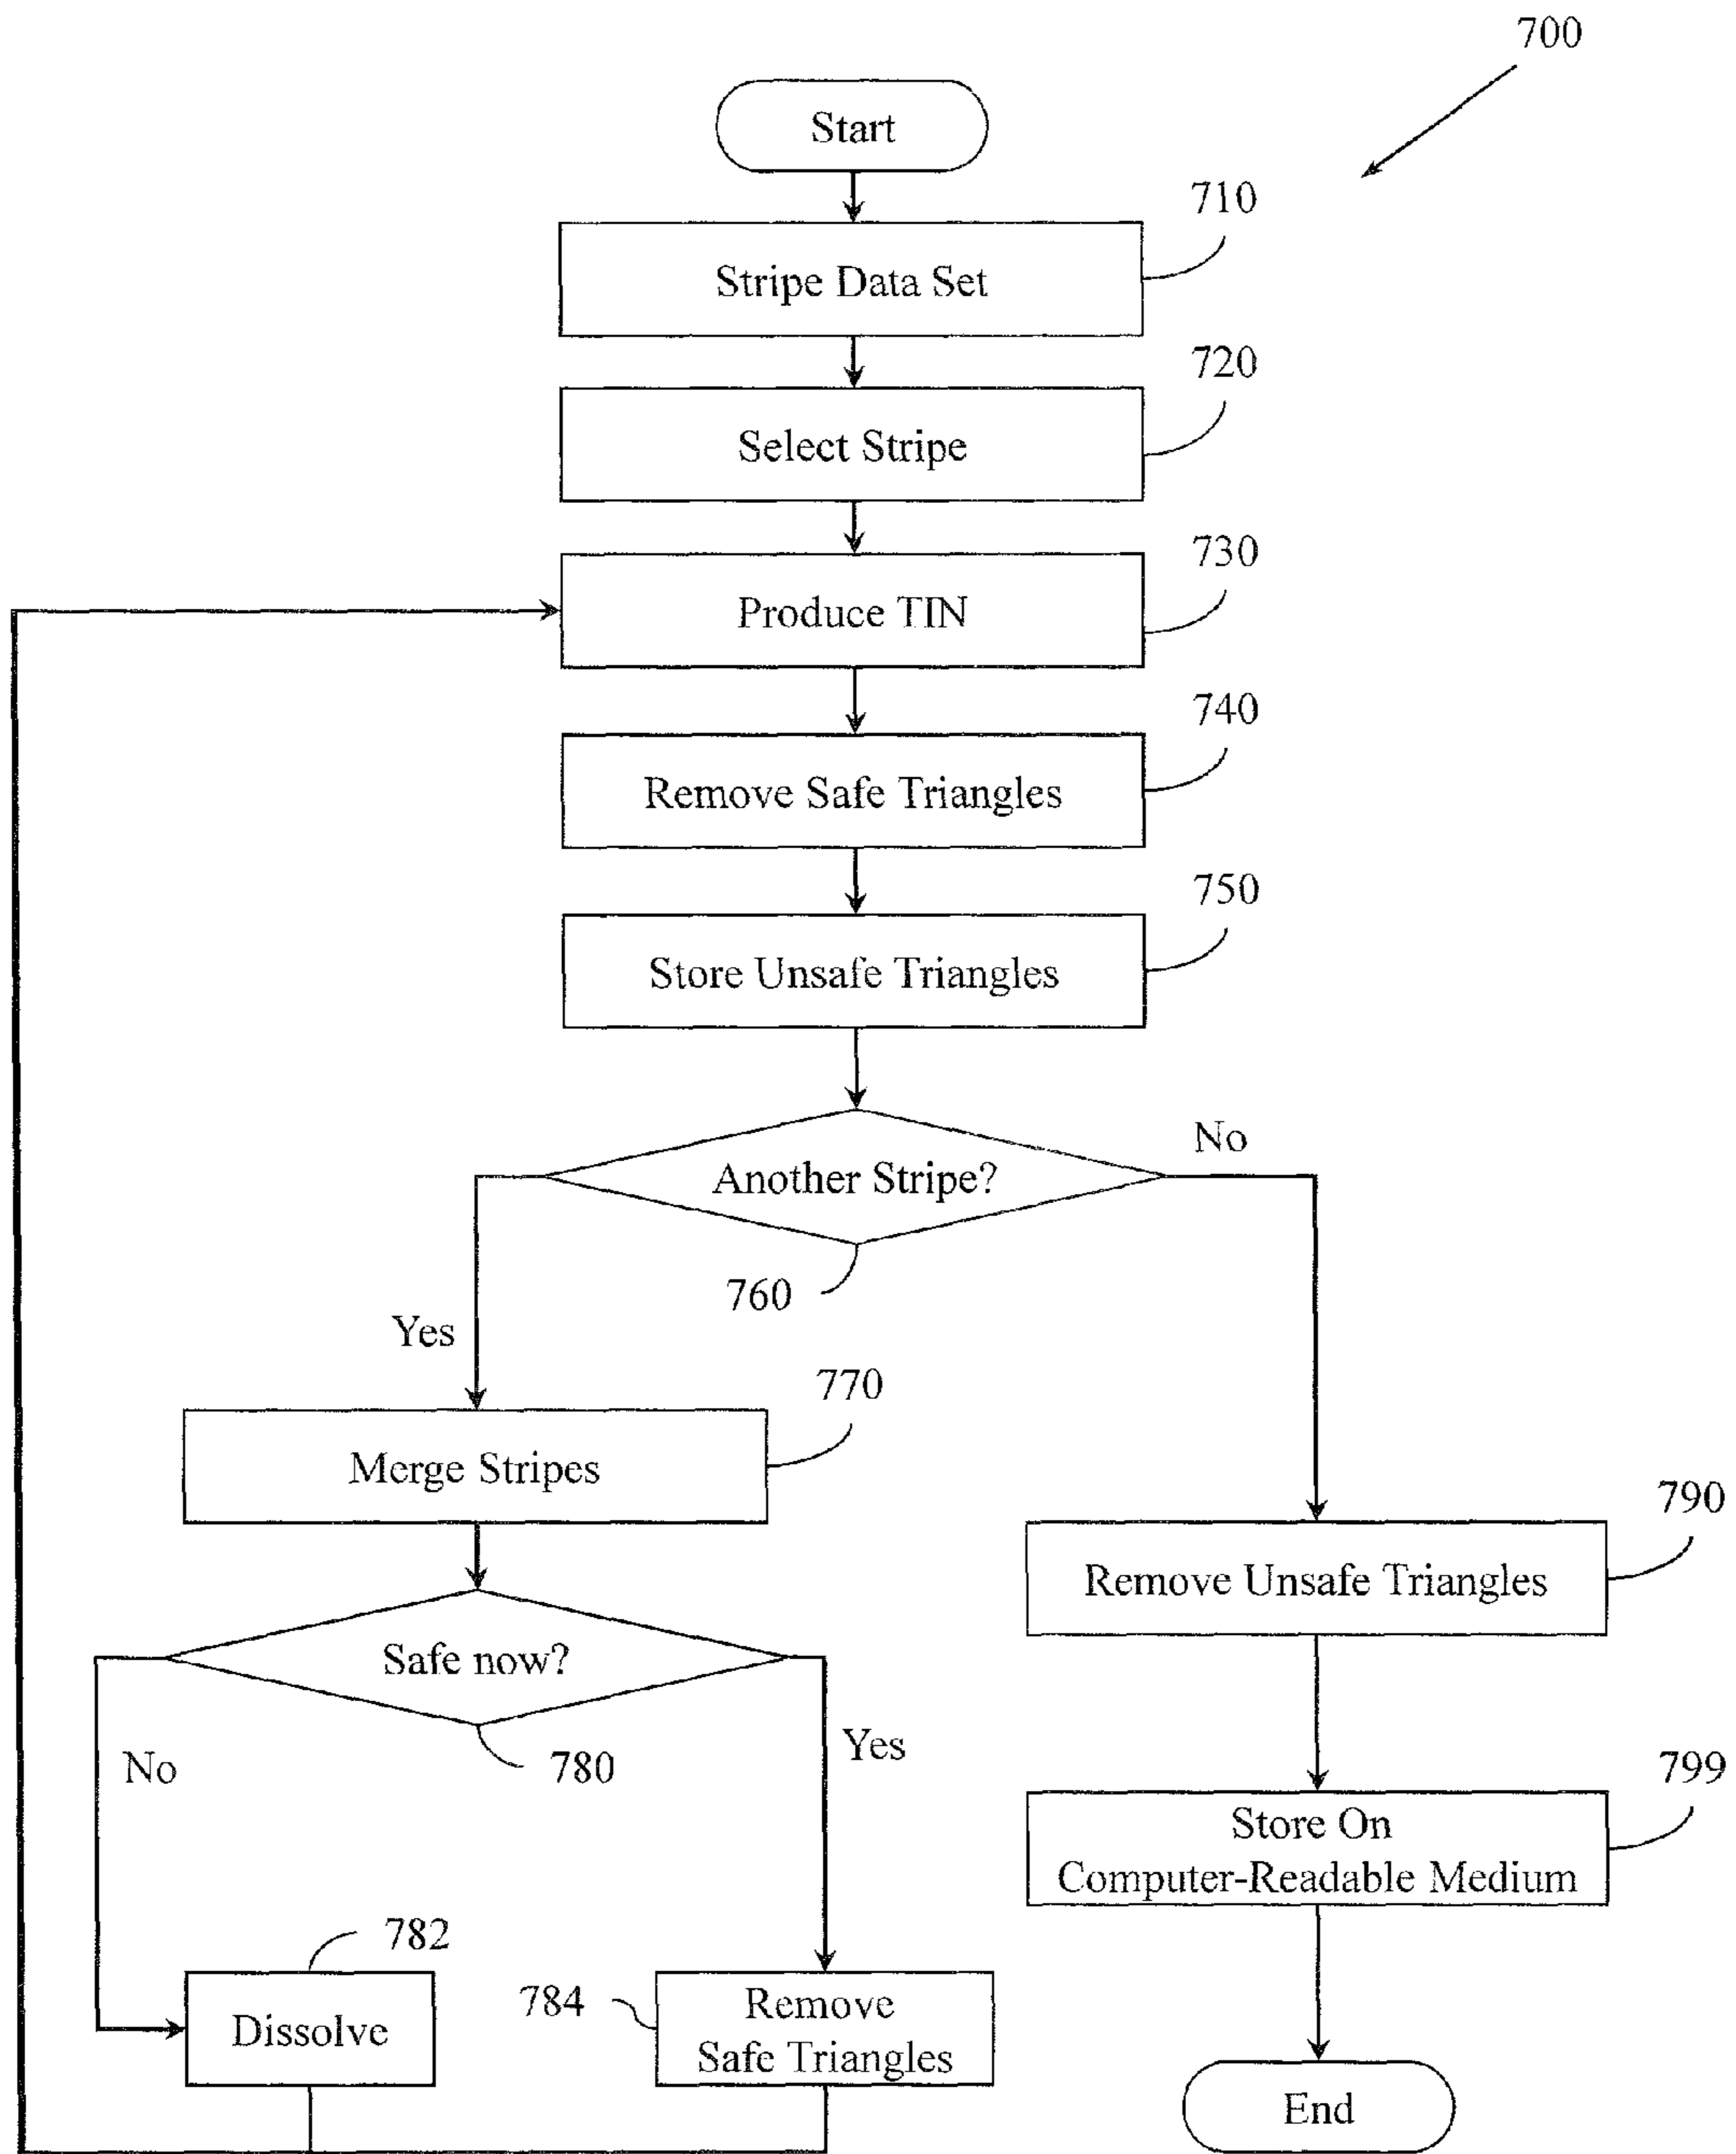 700
Start
710
Stripe Data Set
720
Select Stripe
730
Produce TIN
740
Remove Safe Triangles
750
Store Unsafe Triangles
Another Stripe?
No
760
Yes
770
Merge Stripes
790
Remove Unsafe Triangles
Safe now?
No
780
Yes
799
Store On
Computer-Readable Medium
782
Dissolve
784
Remove
Safe Triangles
End